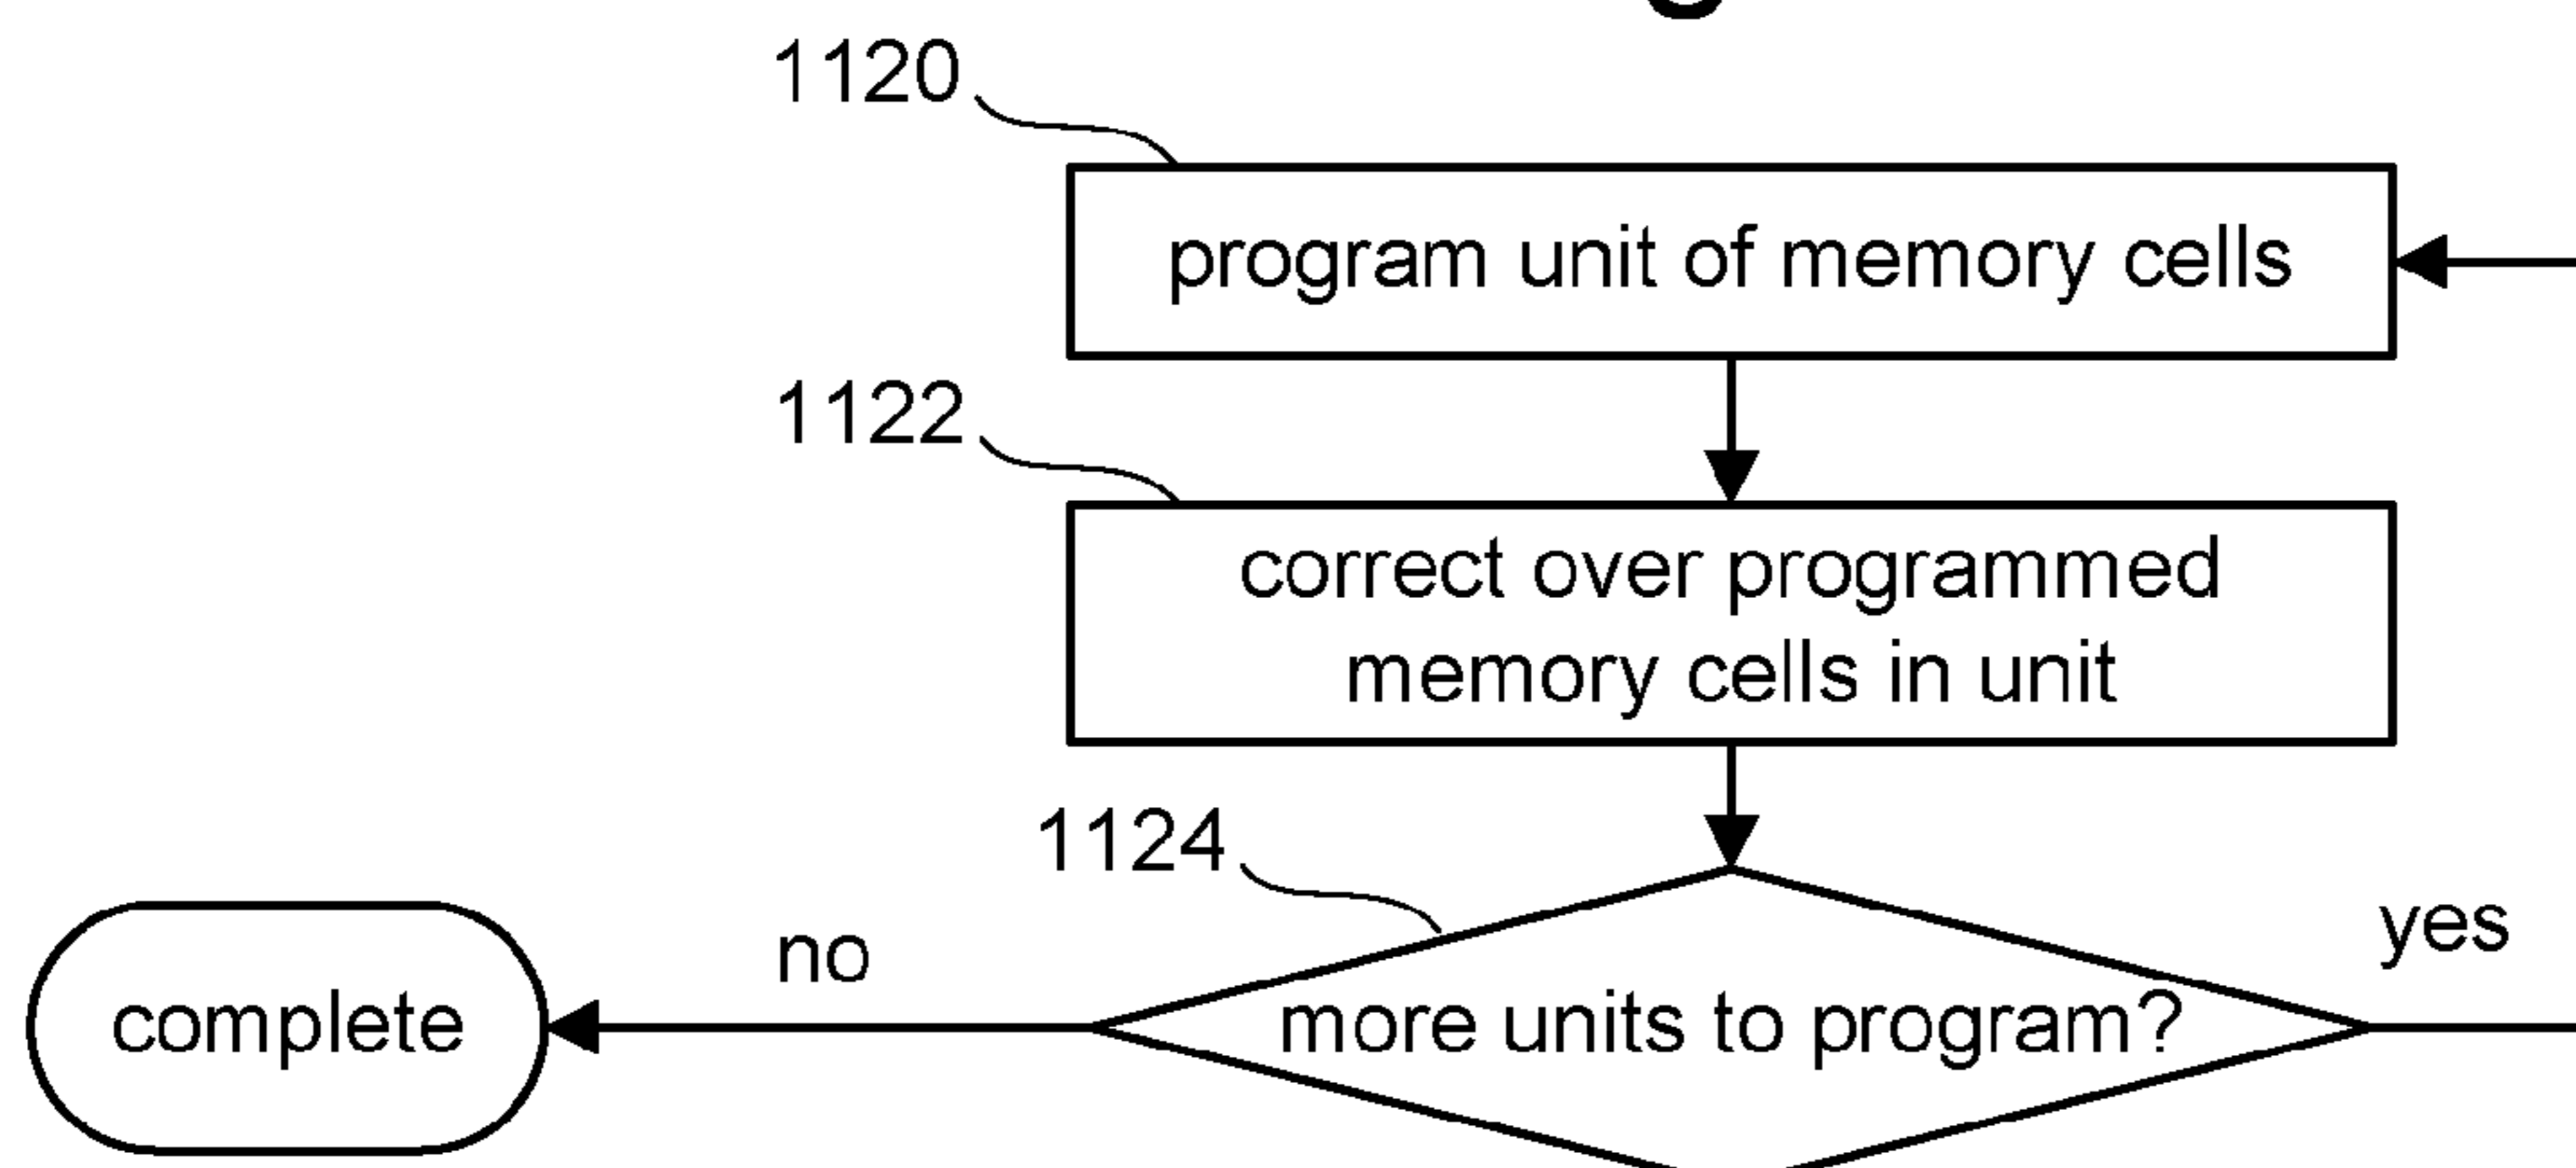 1120
program unit of memory cells
1122
correct over programmed
memory cells in unit
1124
yes
no
complete
more units to program?